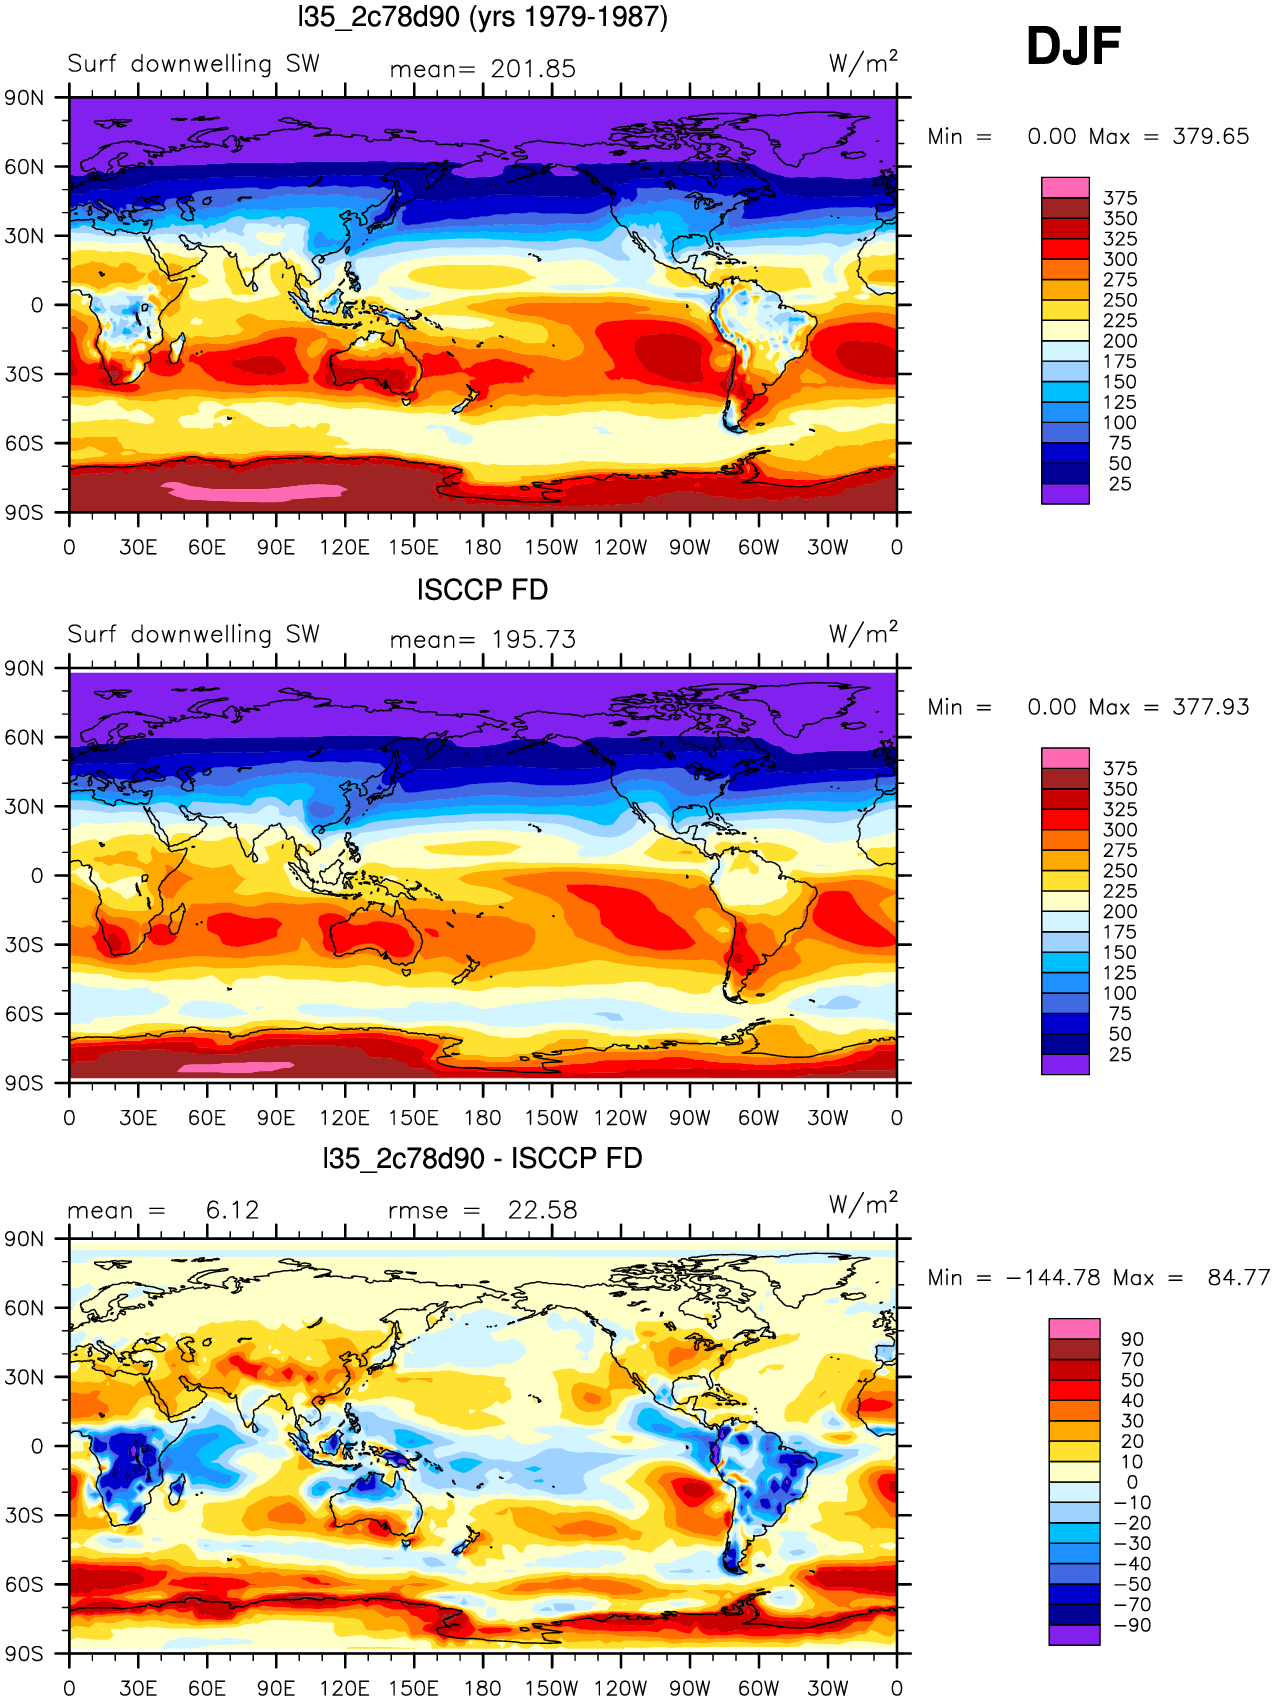 l35_2c78d90 (yrs 1979-1987)
DJF
Surf downwelling SW mean= 201.85 W/m²
Min = 0.00 Max = 379.65
90N
60N
30N
0
30S
60S
90S
0 30E 60E 90E 120E 150E 180 150W 120W 90W 60W 30W 0
375
350
325
300
275
250
225
200
175
150
125
100
75
50
25
ISCCP FD
Surf downwelling SW mean= 195.73 W/m²
Min = 0.00 Max = 377.93
90N
60N
30N
0
30S
60S
90S
0 30E 60E 90E 120E 150E 180 150W 120W 90W 60W 30W 0
375
350
325
300
275
250
225
200
175
150
125
100
75
50
25
l35_2c78d90 - ISCCP FD
mean = 6.12 rmse = 22.58 W/m²
Min = −144.78 Max = 84.77
90N
60N
30N
0
30S
60S
90S
0 30E 60E 90E 120E 150E 180 150W 120W 90W 60W 30W 0
90
70
50
40
30
20
10
0
−10
−20
−30
−40
−50
−70
−90